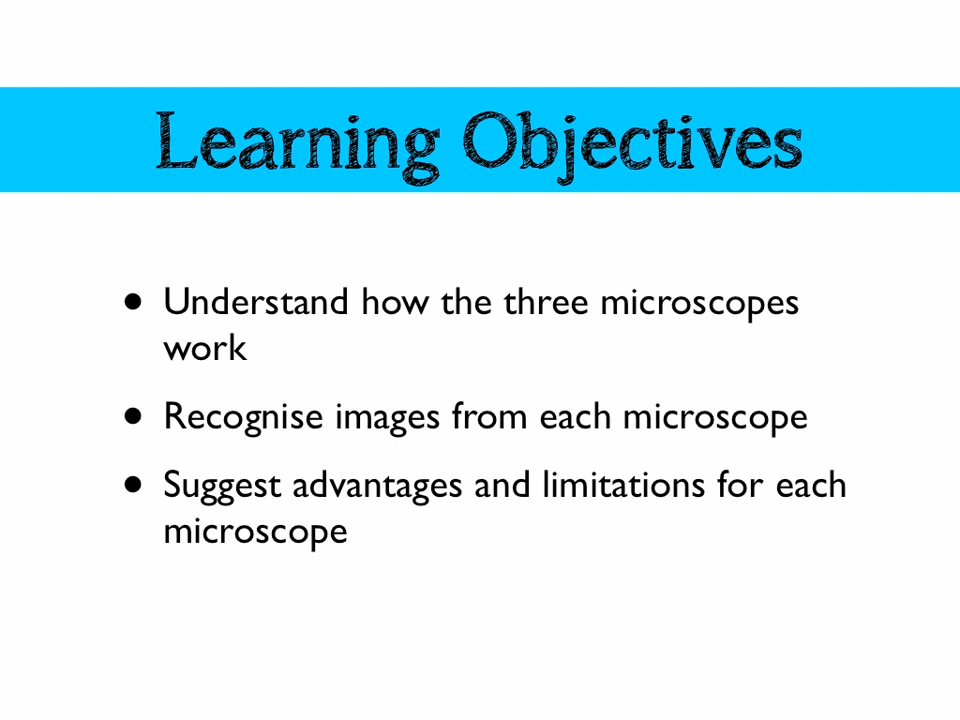 Learning Objectives
• Understand how the three microscopes
work
• Recognise images from each microscope
• Suggest advantages and limitations for each
microscope